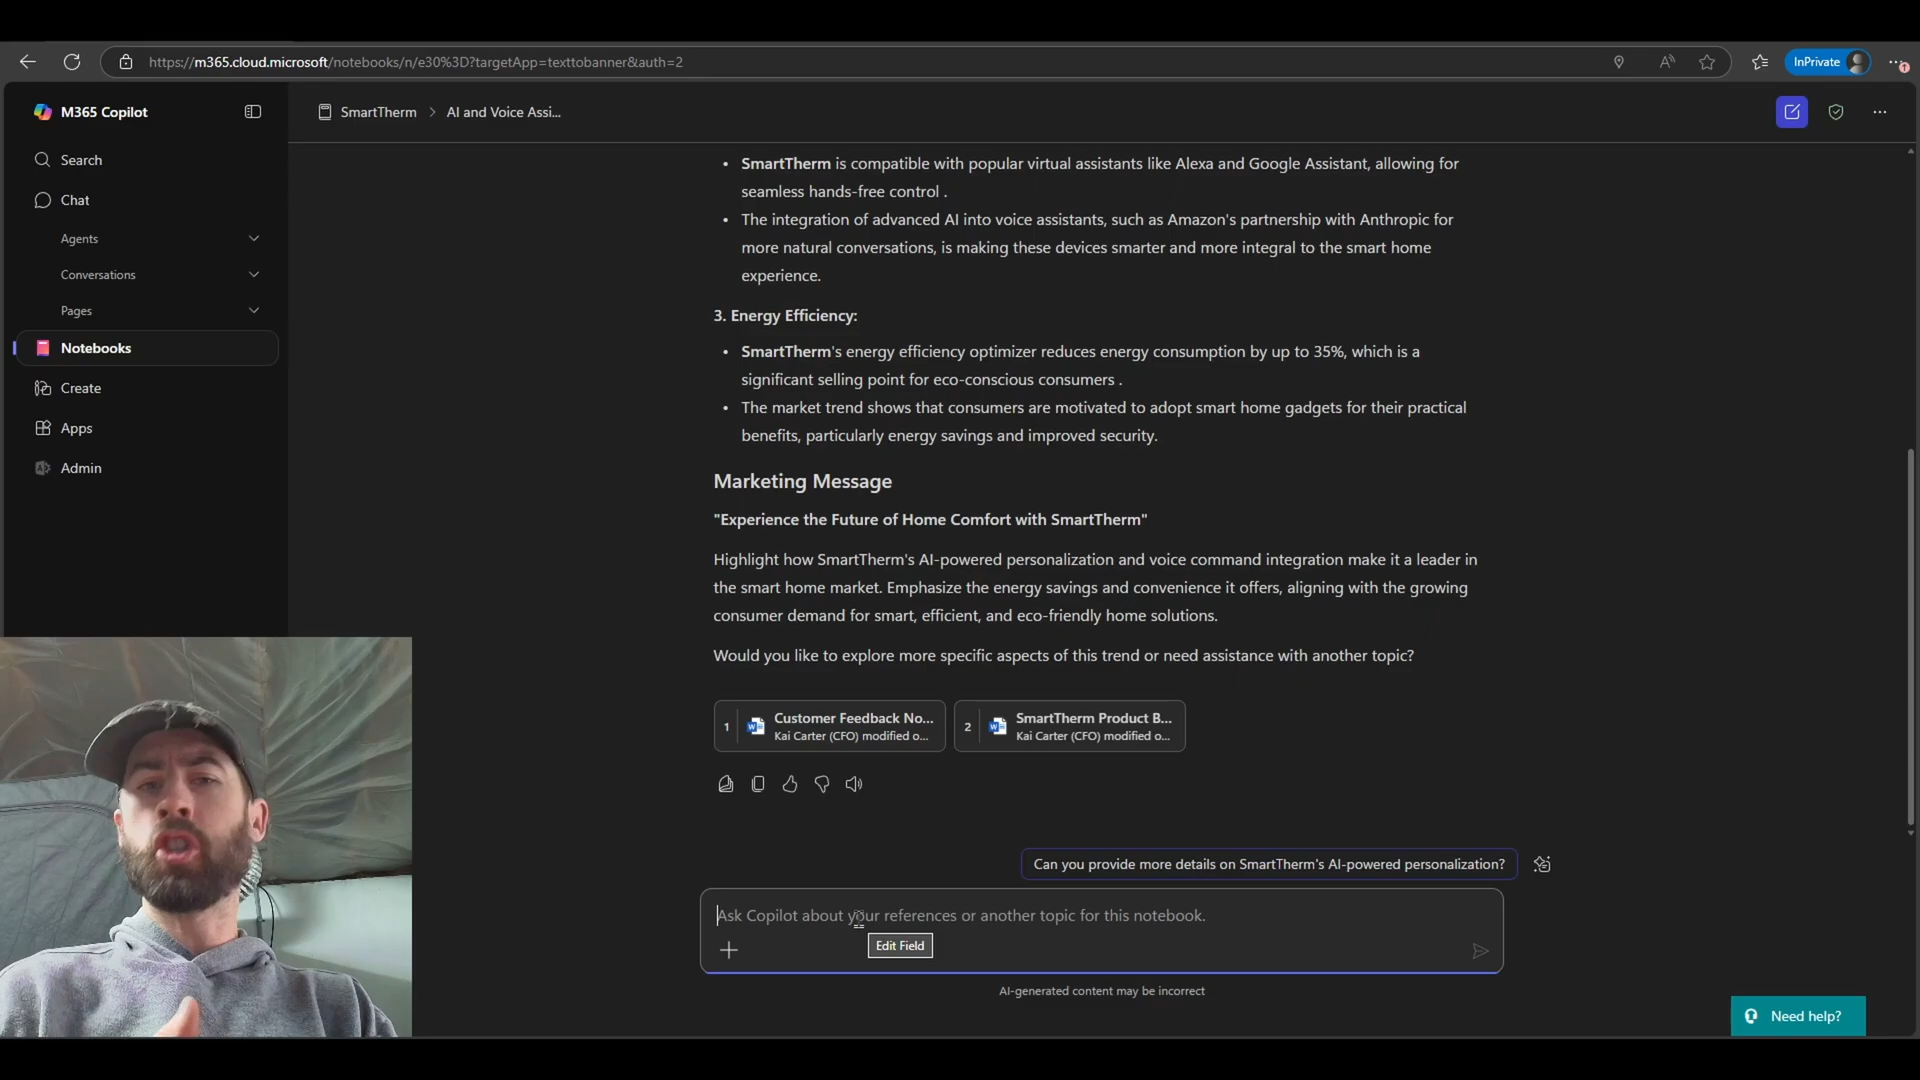 https://m365.cloud.microsoft/notebooks/n/e30%3D?targetApp=texttobanner&auth=2
InPrivate
M365 Copilot
SmartTherm > AI and Voice Assi...
Search
Chat
Agents
Conversations
Pages
Notebooks
Create
Apps
Admin
• SmartTherm is compatible with popular virtual assistants like Alexa and Google Assistant, allowing for
seamless hands-free control .
• The integration of advanced AI into voice assistants, such as Amazon's partnership with Anthropic for
more natural conversations, is making these devices smarter and more integral to the smart home
experience.
3. Energy Efficiency:
• SmartTherm's energy efficiency optimizer reduces energy consumption by up to 35%, which is a
significant selling point for eco-conscious consumers .
• The market trend shows that consumers are motivated to adopt smart home gadgets for their practical
benefits, particularly energy savings and improved security.
Marketing Message
"Experience the Future of Home Comfort with SmartTherm"
Highlight how SmartTherm's AI-powered personalization and voice command integration make it a leader in
the smart home market. Emphasize the energy savings and convenience it offers, aligning with the growing
consumer demand for smart, efficient, and eco-friendly home solutions.
Would you like to explore more specific aspects of this trend or need assistance with another topic?
1 Customer Feedback No...
Kai Carter (CFO) modified o...
2 SmartTherm Product B...
Kai Carter (CFO) modified o...
Can you provide more details on SmartTherm's AI-powered personalization?
Ask Copilot about your references or another topic for this notebook.
Edit Field
AI-generated content may be incorrect
Need help?